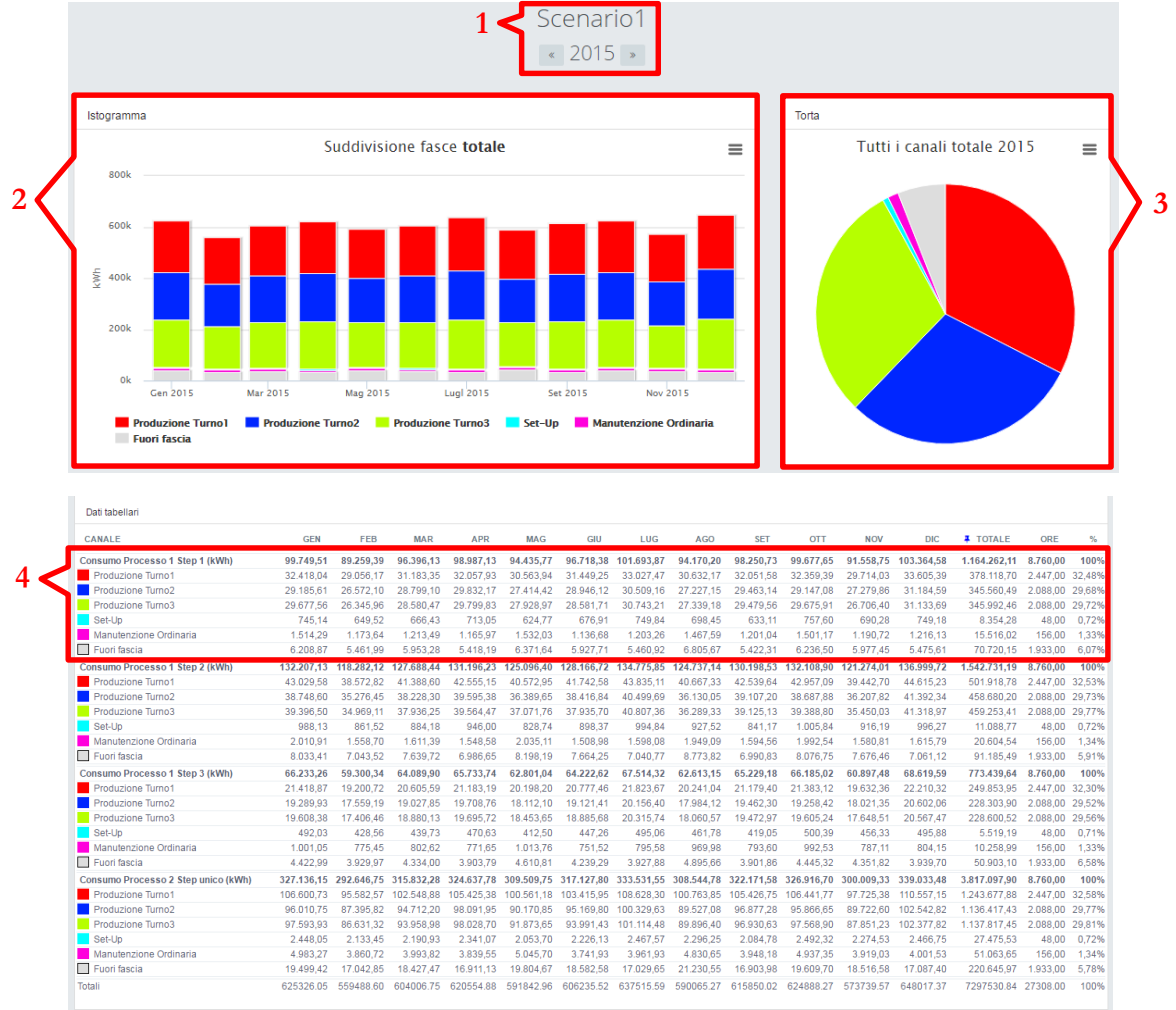 1
Scenario1
« 2015 »
Istogramma
Suddivisione fasce totale
800k
600k
400k
200k
0k
kWh
Gen 2015 Mar 2015 Mag 2015 Lugl 2015 Set 2015 Nov 2015
Produzione Turno1 Produzione Turno2 Produzione Turno3 Set-Up Manutenzione Ordinaria
Fuori fascia
2
Torta
Tutti i canali totale 2015
3
Dati tabellari
CANALE GEN FEB MAR APR MAG GIU LUG AGO SET OTT NOV DIC TOTALE ORE %
4
Consumo Processo 1 Step 1 (kWh) 99.749,51 89.259,39 96.396,13 98.987,13 94.435,77 96.718,38 101.693,87 94.170,20 98.250,73 99.677,65 91.558,75 103.364,58 1.164.262,11 8.760,00 100%
Produzione Turno1 32.418,04 29.056,17 31.183,35 32.057,93 30.563,94 31.449,25 33.027,47 30.632,17 32.051,58 32.359,39 29.714,03 33.605,39 378.118,70 2.447,00 32,48%
Produzione Turno2 29.185,61 26.572,10 28.799,10 29.832,17 27.414,42 28.946,12 30.509,16 27.227,15 29.463,14 29.147,08 27.279,86 31.184,59 345.560,49 2.088,00 29,68%
Produzione Turno3 29.677,56 26.345,96 28.580,47 29.799,83 27.928,97 28.581,71 30.743,21 27.339,18 29.479,56 29.675,91 26.706,40 31.133,69 345.992,46 2.088,00 29,72%
Set-Up 745,14 649,52 666,43 713,05 624,77 676,91 749,84 698,45 633,11 757,60 690,28 749,18 8.354,28 48,00 0,72%
Manutenzione Ordinaria 1.514,29 1.173,64 1.213,49 1.165,97 1.532,03 1.136,68 1.203,26 1.467,59 1.201,04 1.501,17 1.190,72 1.216,13 15.516,02 156,00 1,33%
Fuori fascia 6.208,87 5.461,99 5.953,28 5.418,19 6.371,64 5.927,71 5.460,92 6.805,67 5.422,31 6.236,50 5.977,45 5.475,61 70.720,15 1.933,00 6,07%
Consumo Processo 1 Step 2 (kWh) 132.207,13 118.282,12 127.688,44 131.196,23 125.096,40 128.166,72 134.775,85 124.737,14 130.198,53 132.108,90 121.274,01 136.999,72 1.542.731,19 8.760,00 100%
Produzione Turno1 43.029,58 38.572,82 41.388,60 42.555,15 40.572,95 41.742,58 43.835,11 40.667,33 42.539,64 42.957,09 39.442,70 44.615,23 501.918,78 2.447,00 32,53%
Produzione Turno2 38.748,60 35.276,45 38.228,30 39.595,38 36.389,65 38.416,84 40.499,69 36.130,05 39.107,20 38.687,88 36.207,82 41.392,34 458.680,20 2.088,00 29,73%
Produzione Turno3 39.396,50 34.969,11 37.936,25 39.564,47 37.071,76 37.935,70 40.807,36 36.289,33 39.125,13 39.388,80 35.450,03 41.318,97 459.253,41 2.088,00 29,77%
Set-Up 988,13 861,52 884,18 946,00 828,74 898,37 994,84 927,52 841,17 1.005,84 916,19 996,27 11.088,77 48,00 0,72%
Manutenzione Ordinaria 2.010,91 1.558,70 1.611,39 1.548,58 2.035,11 1.508,98 1.598,08 1.949,09 1.594,56 1.992,54 1.580,81 1.615,79 20.604,54 156,00 1,34%
Fuori fascia 8.033,41 7.043,52 7.639,72 6.986,65 8.198,19 7.664,25 7.040,77 8.773,82 6.990,83 8.076,75 7.676,46 7.061,12 91.185,49 1.933,00 5,91%
Consumo Processo 1 Step 3 (kWh) 66.233,26 59.300,34 64.089,90 65.733,74 62.801,04 64.222,62 67.514,32 62.613,15 65.229,18 66.185,02 60.897,48 68.619,59 773.439,64 8.760,00 100%
Produzione Turno1 21.418,87 19.200,72 20.605,59 21.183,19 20.198,20 20.777,46 21.823,67 20.241,04 21.179,40 21.383,12 19.632,36 22.210,32 249.853,95 2.447,00 32,30%
Produzione Turno2 19.289,93 17.559,19 19.027,85 19.708,76 18.112,10 19.121,41 20.156,40 17.984,12 19.462,30 19.258,42 18.021,35 20.602,06 228.303,90 2.088,00 29,52%
Produzione Turno3 19.608,38 17.406,46 18.880,13 19.695,72 18.453,65 18.885,68 20.315,74 18.060,57 19.472,97 19.605,24 17.648,51 20.567,47 228.600,52 2.088,00 29,56%
Set-Up 492,03 428,56 439,73 470,63 412,50 447,26 495,06 461,78 419,05 500,39 456,33 495,88 5.519,19 48,00 0,71%
Manutenzione Ordinaria 1.001,05 775,45 802,62 771,65 1.013,76 751,52 795,58 969,98 793,60 992,53 787,11 804,15 10.258,99 156,00 1,33%
Fuori fascia 4.422,99 3.929,97 4.334,00 3.903,79 4.610,81 4.239,29 3.927,88 4.895,66 3.901,86 4.445,32 4.351,82 3.939,70 50.903,10 1.933,00 6,58%
Consumo Processo 2 Step unico (kWh) 327.136,15 292.646,75 315.832,28 324.637,78 309.509,75 317.127,80 333.531,55 308.544,78 322.171,58 326.916,70 300.009,33 339.033,48 3.817.097,90 8.760,00 100%
Produzione Turno1 106.600,73 95.582,57 102.548,88 105.425,38 100.561,18 103.415,95 108.628,30 100.763,85 105.426,75 106.441,77 97.725,38 110.557,15 1.243.677,88 2.447,00 32,58%
Produzione Turno2 96.010,75 87.395,82 94.712,20 98.091,95 90.170,85 95.169,80 100.329,63 89.527,08 96.877,28 95.866,65 89.722,60 102.542,82 1.136.417,43 2.088,00 29,77%
Produzione Turno3 97.593,93 86.631,32 93.958,98 98.028,70 91.873,65 93.991,43 101.114,48 89.896,40 96.930,63 97.568,90 87.851,23 102.377,82 1.137.817,45 2.088,00 29,81%
Set-Up 2.448,05 2.133,45 2.190,93 2.341,07 2.053,70 2.226,13 2.467,57 2.296,25 2.084,78 2.492,32 2.274,53 2.466,75 27.475,53 48,00 0,72%
Manutenzione Ordinaria 4.983,27 3.860,72 3.993,82 3.839,55 5.045,70 3.741,93 3.961,93 4.830,65 3.948,18 4.937,35 3.919,03 4.001,53 51.063,65 156,00 1,34%
Fuori fascia 19.499,42 17.042,85 18.427,47 16.911,13 19.804,67 18.582,58 17.029,65 21.230,55 16.903,98 19.609,70 18.516,58 17.087,40 220.645,97 1.933,00 5,78%
Totali 625326.05 559488.60 604006.75 620554.88 591842.96 606235.52 637515.59 590065.27 615850.02 624888.27 573739.57 648017.37 7297530.84 27308.00 100%